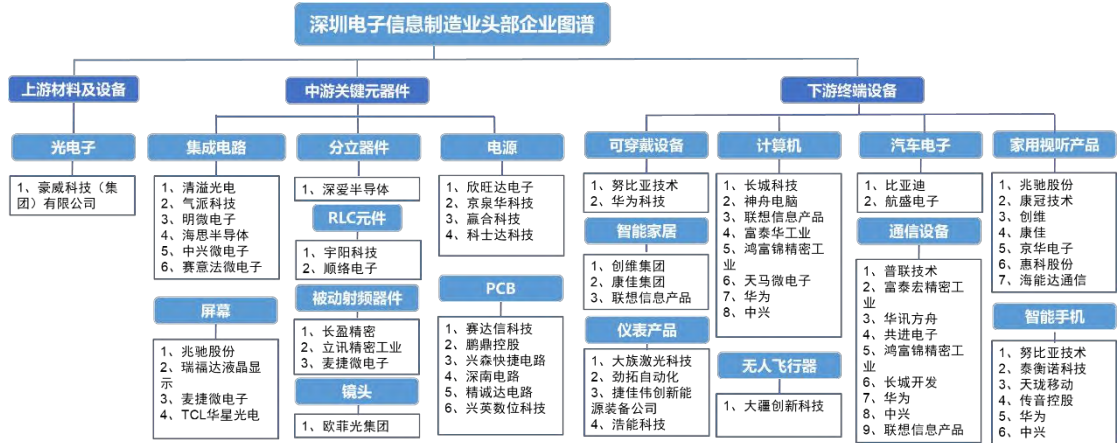 深圳电子信息制造业头部企业图谱
上游材料及设备
中游关键元器件
下游终端设备
光电子
1、豪威科技（集
团）有限公司
集成电路
1、清溢光电
2、气派科技
3、明微电子
4、海思半导体
5、中兴微电子
6、赛意法微电子
屏幕
1、兆驰股份
2、瑞福达液晶显
示
3、麦捷微电子
4、TCL华星光电
分立器件
1、深爱半导体
RLC元件
1、宇阳科技
2、顺络电子
被动射频器件
1、长盈精密
2、立讯精密工业
3、麦捷微电子
镜头
1、欧菲光集团
电源
1、欣旺达电子
2、京泉华科技
3、赢合科技
4、科士达科技
PCB
1、赛达信科技
2、鹏鼎控股
3、兴森快捷电路
4、深南电路
5、精诚达电路
6、兴英数位科技
可穿戴设备
1、努比亚技术
2、华为科技
智能家居
1、创维集团
2、康佳集团
3、联想信息产品
仪表产品
1、大族激光科技
2、劲拓自动化
3、捷佳伟创新能
源装备公司
4、浩能科技
计算机
1、长城科技
2、神舟电脑
3、联想信息产品
4、富泰华工业
5、鸿富锦精密工
业
6、天马微电子
7、华为
8、中兴
无人飞行器
1、大疆创新科技
汽车电子
1、比亚迪
2、航盛电子
通信设备
1、普联技术
2、富泰宏精密工
业
3、华讯方舟
4、共进电子
5、鸿富锦精密工
业
6、长城开发
7、华为
8、中兴
9、联想信息产品
家用视听产品
1、兆驰股份
2、康冠技术
3、创维
4、康佳
5、京华电子
6、惠科股份
7、海能达通信
智能手机
1、努比亚技术
2、泰衡诺科技
3、天珑移动
4、传音控股
5、华为
6、中兴